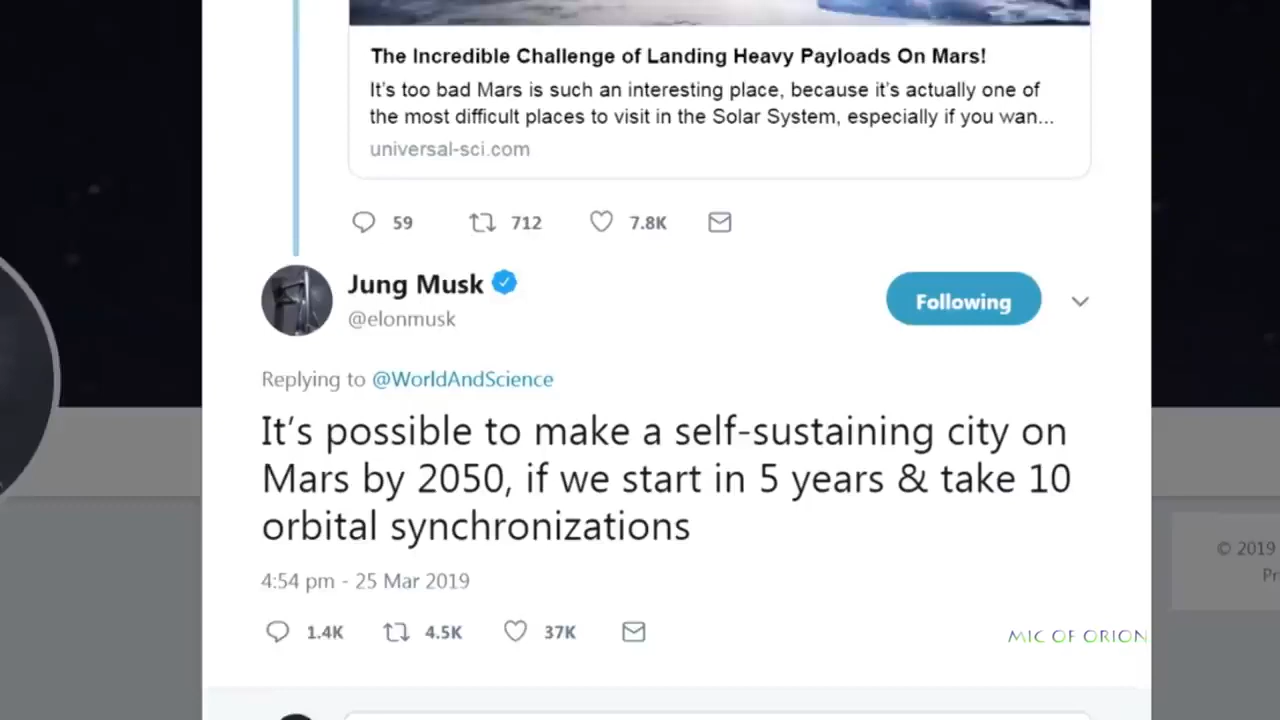 The Incredible Challenge of Landing Heavy Payloads On Mars!
It's too bad Mars is such an interesting place, because it's actually one of
the most difficult places to visit in the Solar System, especially if you wan...
universal-sci.com
59 712 7.8K
Jung Musk
@elonmusk
Following
Replying to @WorldAndScience
It's possible to make a self-sustaining city on
Mars by 2050, if we start in 5 years & take 10
orbital synchronizations
4:54 pm - 25 Mar 2019
1.4K 4.5K 37K
MIC OF ORION
© 2019